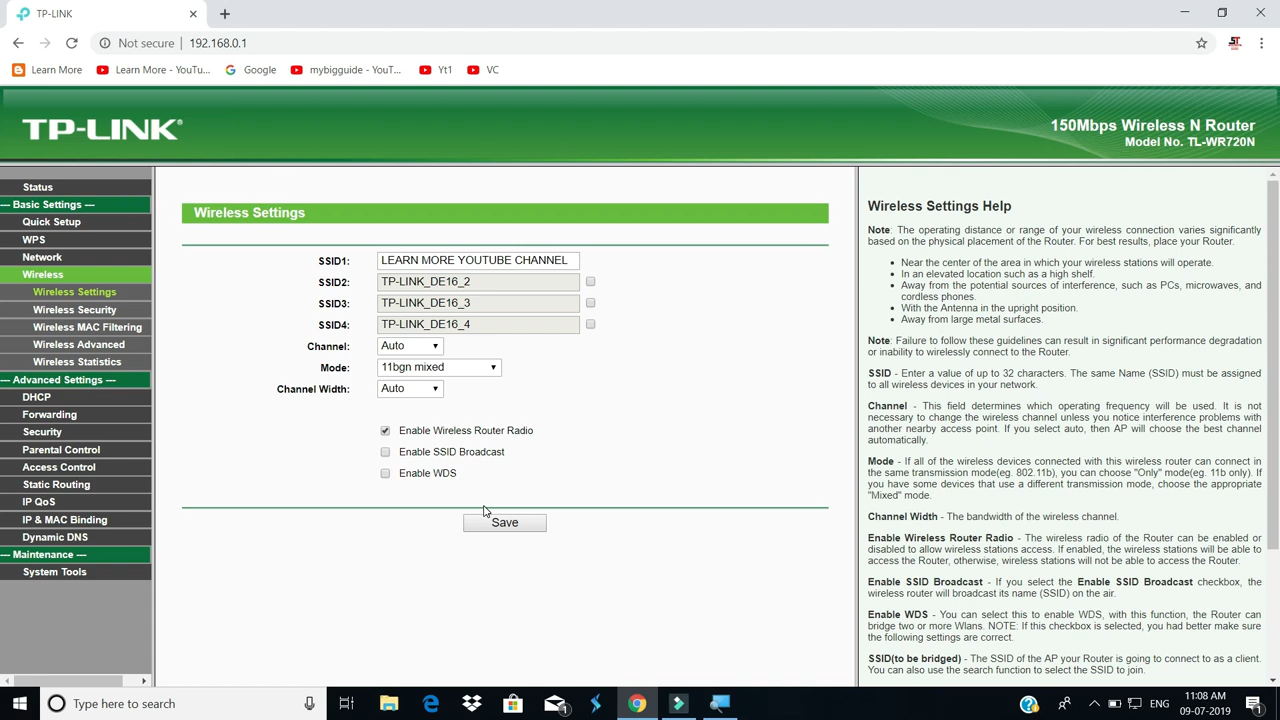 TP-LINK
Not secure | 192.168.0.1
Learn More
Learn More - YouTu...
Google
mybigguide - YouT...
Yt1
VC
TP-LINK
150Mbps Wireless N Router
Model No. TL-WR720N
Status
--- Basic Settings ---
Quick Setup
WPS
Network
Wireless
Wireless Settings
Wireless Security
Wireless MAC Filtering
Wireless Advanced
Wireless Statistics
--- Advanced Settings ---
DHCP
Forwarding
Security
Parental Control
Access Control
Static Routing
IP QoS
IP & MAC Binding
Dynamic DNS
--- Maintenance ---
System Tools
Wireless Settings
SSID1: LEARN MORE YOUTUBE CHANNEL
SSID2: TP-LINK_DE16_2
SSID3: TP-LINK_DE16_3
SSID4: TP-LINK_DE16_4
Channel: Auto
Mode: 11bgn mixed
Channel Width: Auto
Enable Wireless Router Radio
Enable SSID Broadcast
Enable WDS
Save
Wireless Settings Help
Note: The operating distance or range of your wireless connection varies significantly
based on the physical placement of the Router. For best results, place your Router.
Near the center of the area in which your wireless stations will operate.
In an elevated location such as a high shelf.
Away from the potential sources of interference, such as PCs, microwaves, and
cordless phones.
With the Antenna in the upright position.
Away from large metal surfaces.
Note: Failure to follow these guidelines can result in significant performance degradation
or inability to wirelessly connect to the Router.
SSID - Enter a value of up to 32 characters. The same Name (SSID) must be assigned
to all wireless devices in your network.
Channel - This field determines which operating frequency will be used. It is not
necessary to change the wireless channel unless you notice interference problems with
another nearby access point. If you select auto, then AP will choose the best channel
automatically.
Mode - If all of the wireless devices connected with this wireless router can connect in
the same transmission mode(eg. 802.11b), you can choose "Only" mode(eg. 11b only). If
you have some devices that use a different transmission mode, choose the appropriate
"Mixed" mode.
Channel Width - The bandwidth of the wireless channel.
Enable Wireless Router Radio - The wireless radio of the Router can be enabled or
disabled to allow wireless stations access. If enabled, the wireless stations will be able to
access the Router, otherwise, wireless stations will not be able to access the Router.
Enable SSID Broadcast - If you select the Enable SSID Broadcast checkbox, the
wireless router will broadcast its name (SSID) on the air.
Enable WDS - You can select this to enable WDS, with this function, the Router can
bridge two or more Wlans. NOTE: If this checkbox is selected, you had better make sure
the following settings are correct.
SSID(to be bridged) - The SSID of the AP your Router is going to connect to as a client.
You can also use the search function to select the SSID to join.
Type here to search
1
ENG
11:08 AM
09-07-2019
1